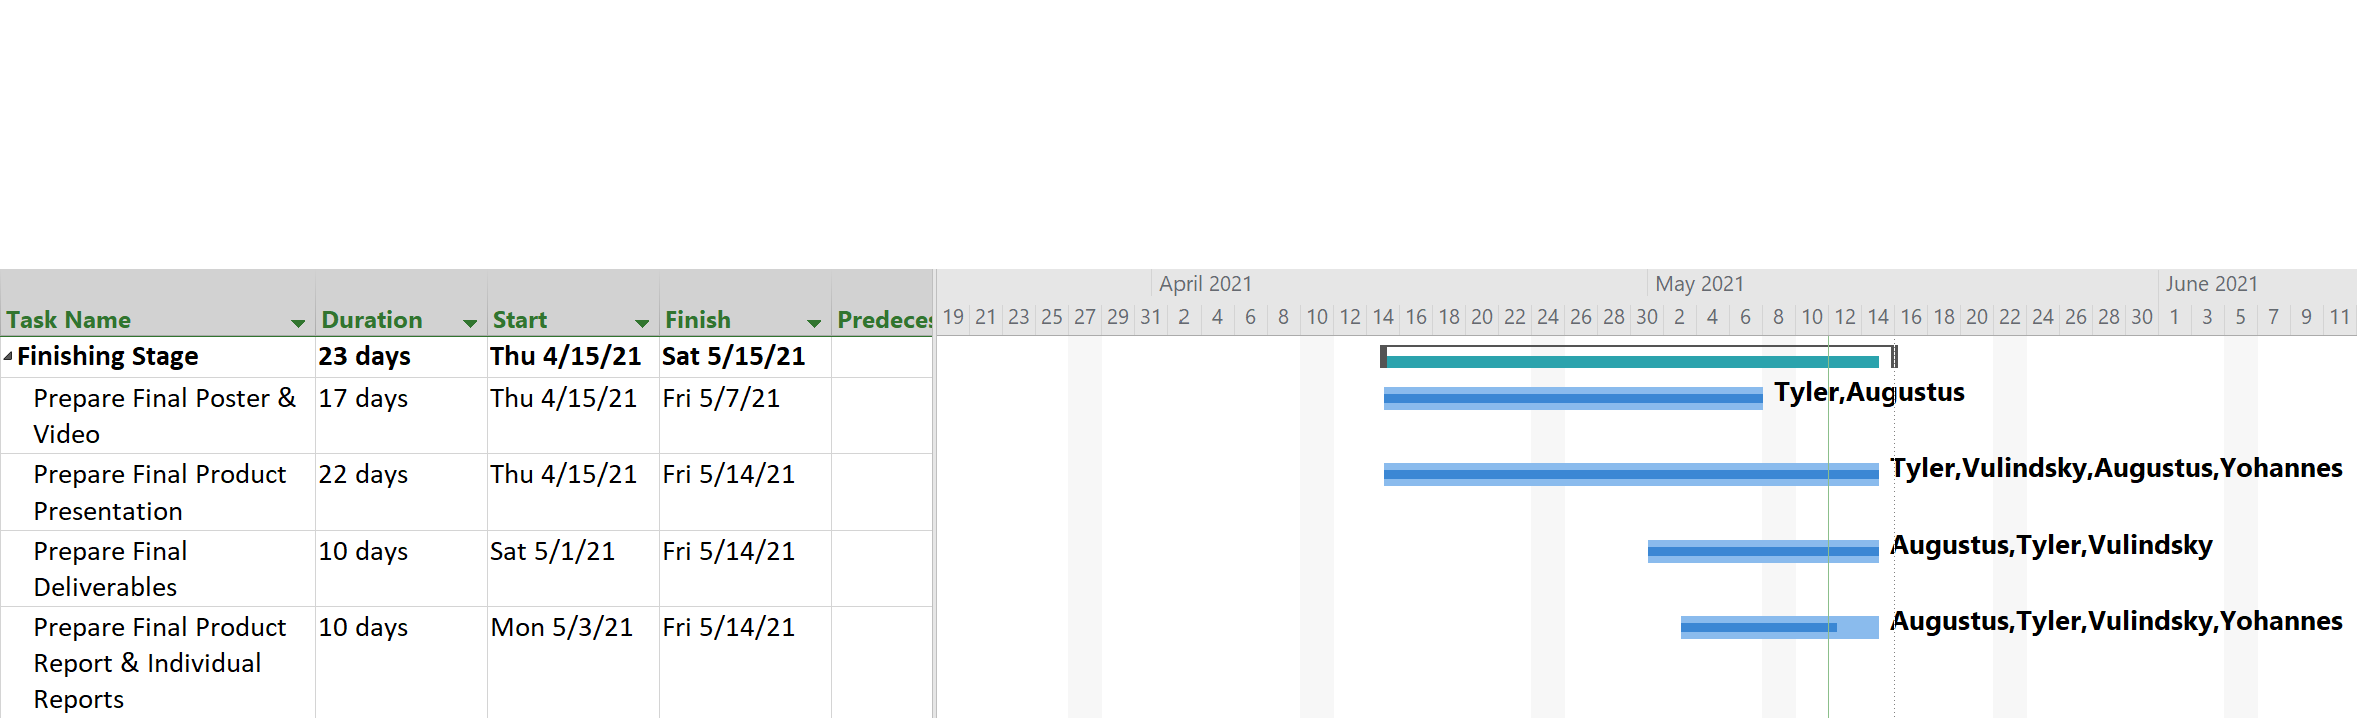 April 2021 May 2021 June 2021
Task Name Duration Start Finish Predeces 19 21 23 25 27 29 31 2 4 6 8 10 12 14 16 18 20 22 24 26 28 30 2 4 6 8 10 12 14 16 18 20 22 24 26 28 30 1 3 5 7 9 11
Finishing Stage 23 days Thu 4/15/21 Sat 5/15/21
Prepare Final Poster & 17 days Thu 4/15/21 Fri 5/7/21 Tyler,Augustus
Video
Prepare Final Product 22 days Thu 4/15/21 Fri 5/14/21 Tyler,Vulindsky,Augustus,Yohannes
Presentation
Prepare Final 10 days Sat 5/1/21 Fri 5/14/21 Augustus,Tyler,Vulindsky
Deliverables
Prepare Final Product 10 days Mon 5/3/21 Fri 5/14/21 Augustus,Tyler,Vulindsky,Yohannes
Report & Individual
Reports